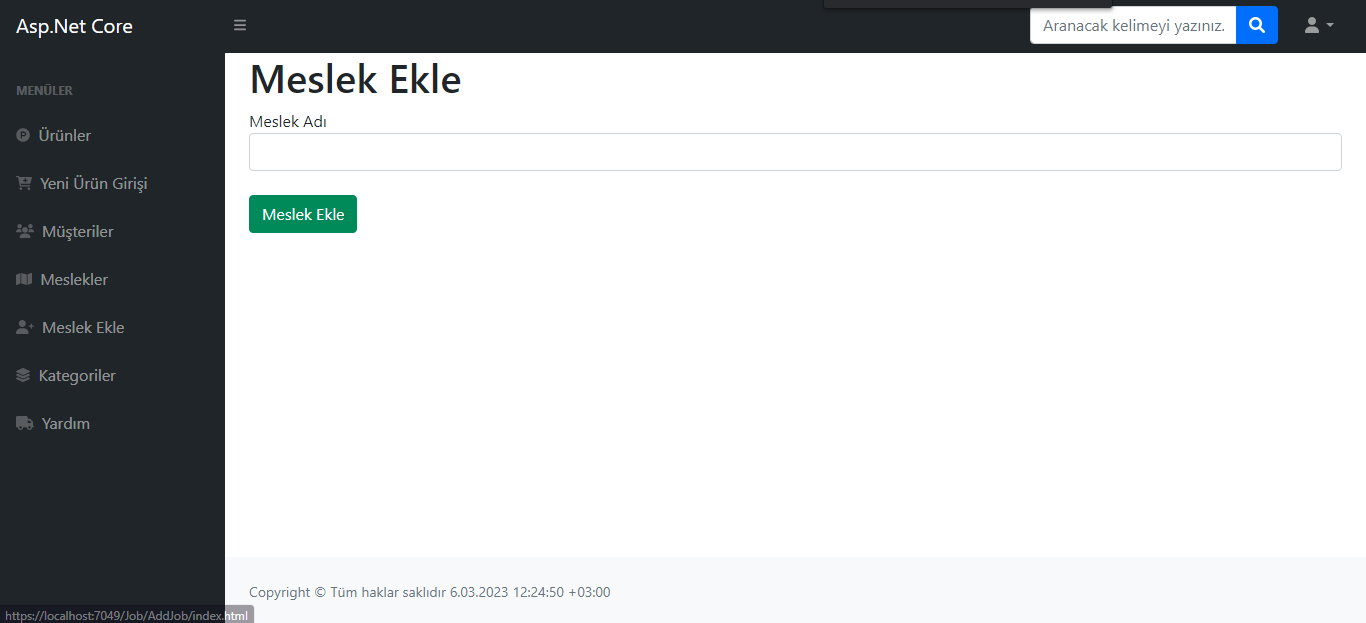 Asp.Net Core
Aranacak kelimeyi yazınız.
MENÜLER
Ürünler
Yeni Ürün Girişi
Müşteriler
Meslekler
Meslek Ekle
Kategoriler
Yardım
Meslek Ekle
Meslek Adı
Meslek Ekle
Copyright © Tüm haklar saklıdır 6.03.2023 12:24:50 +03:00
https://localhost:7049/Job/AddJob/index.html